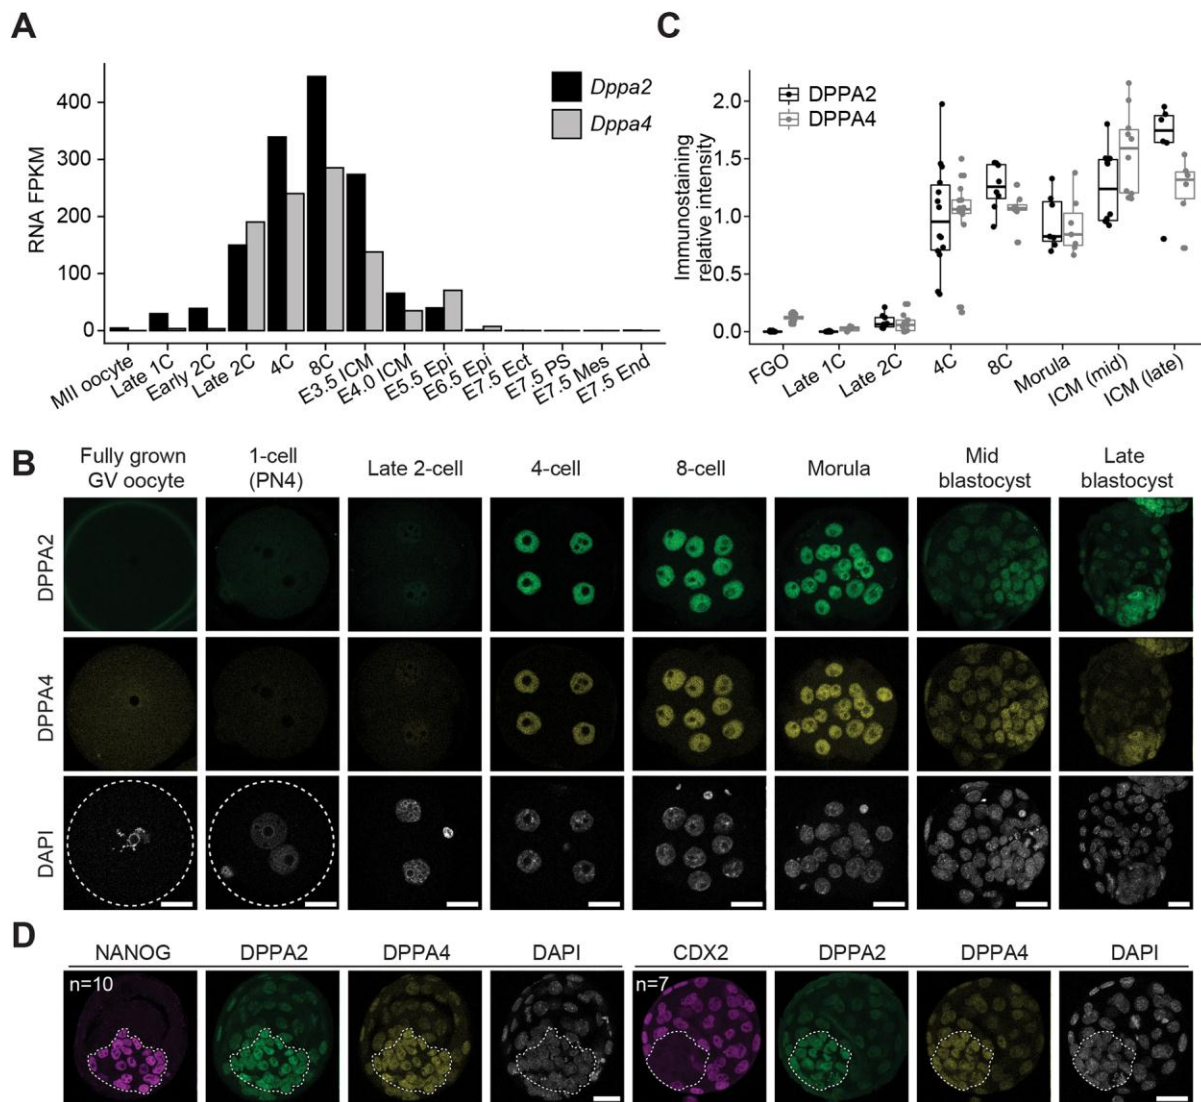 A
400
300
200
100
0
RNA FPKM
Dppa2
Dppa4
MII oocyte
Late 1C
Early 2C
Late 2C
4C
8C
E3.5 ICM
E4.0 ICM
E5.5 Epi
E6.5 Epi
E7.5 Ect
E7.5 PS
E7.5 Mes
E7.5 End
C
2.0
1.5
1.0
0.5
0.0
Immunostaining
relative intensity
DPPA2
DPPA4
FGO
Late 1C
Late 2C
4C
8C
Morula
ICM (mid)
ICM (late)
B
Fully grown
GV oocyte
1-cell
(PN4)
Late 2-cell
4-cell
8-cell
Morula
Mid
blastocyst
Late
blastocyst
DPPA2
DPPA4
DAPI
D
NANOG
DPPA2
DPPA4
DAPI
CDX2
DPPA2
DPPA4
DAPI
n=10
n=7